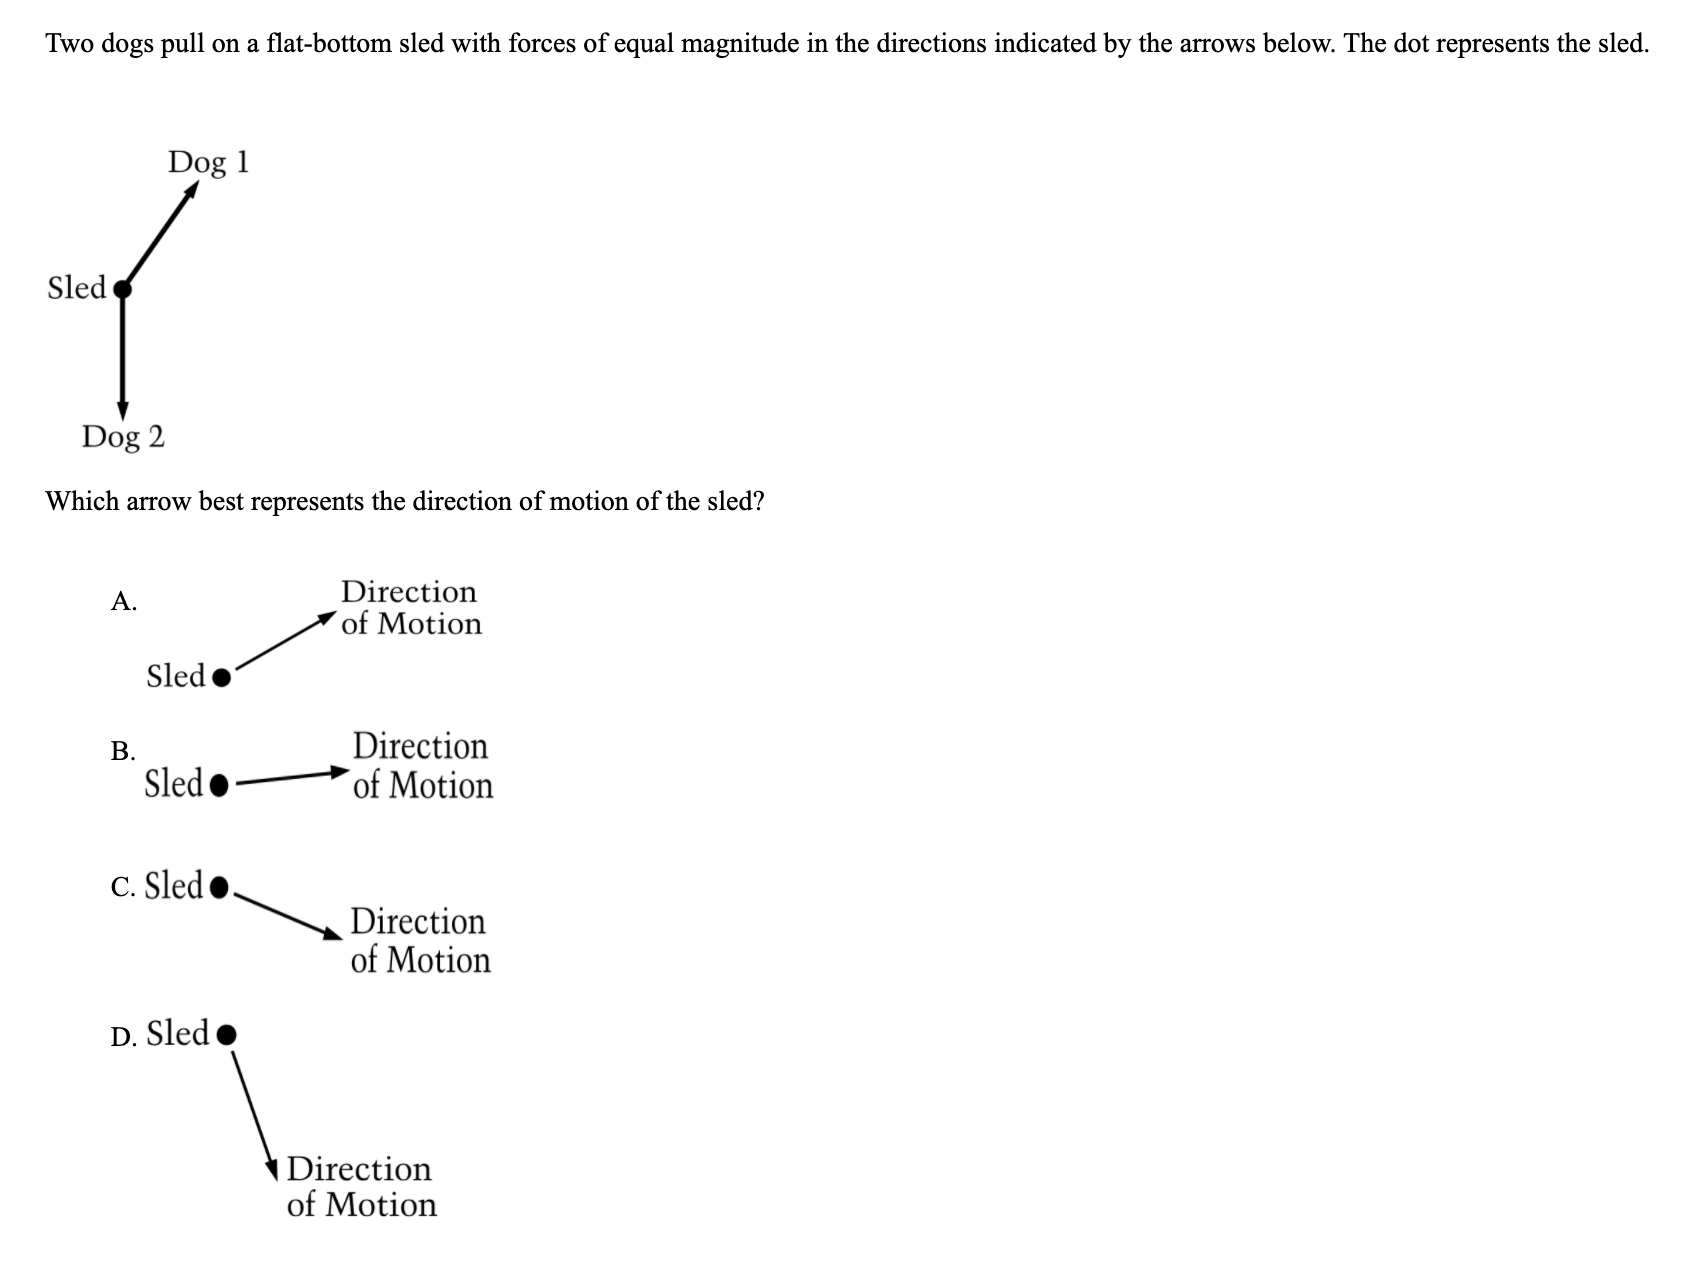 Two dogs pull on a flat-bottom sled with forces of equal magnitude in the directions indicated by the arrows below. The dot represents the sled.
Dog 1
Sled
Dog 2
Which arrow best represents the direction of motion of the sled?
A.
Direction
of Motion
Sled
B.
Direction
of Motion
Sled
C. Sled
Direction
of Motion
D. Sled
Direction
of Motion